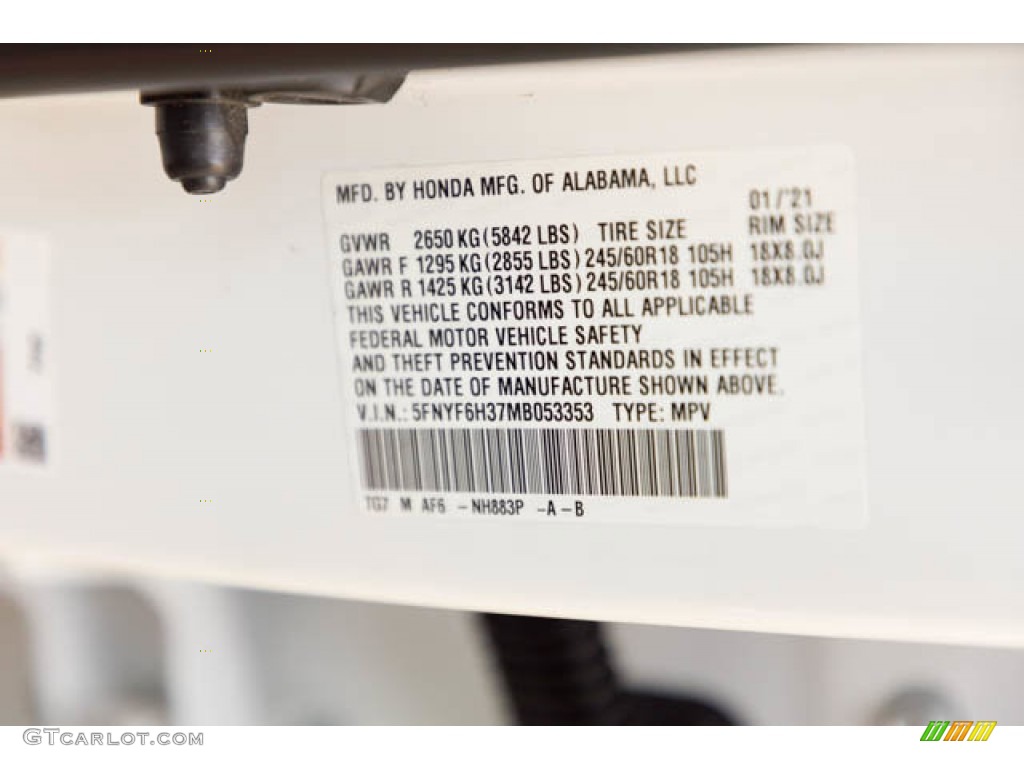 MFD. BY HONDA MFG. OF ALABAMA, LLC
01/'21
GVWR 2650 KG (5842 LBS) TIRE SIZE RIM SIZE
GAWR F 1295 KG (2855 LBS) 245/60R18 105H 18X8.0J
GAWR R 1425 KG (3142 LBS) 245/60R18 105H 18X8.0J
THIS VEHICLE CONFORMS TO ALL APPLICABLE
FEDERAL MOTOR VEHICLE SAFETY
AND THEFT PREVENTION STANDARDS IN EFFECT
ON THE DATE OF MANUFACTURE SHOWN ABOVE.
V.I.N.: 5FNYF6H37MB053353 TYPE: MPV
TG7 M AF6 - NH883P - A - B
GTCARLOT.COM